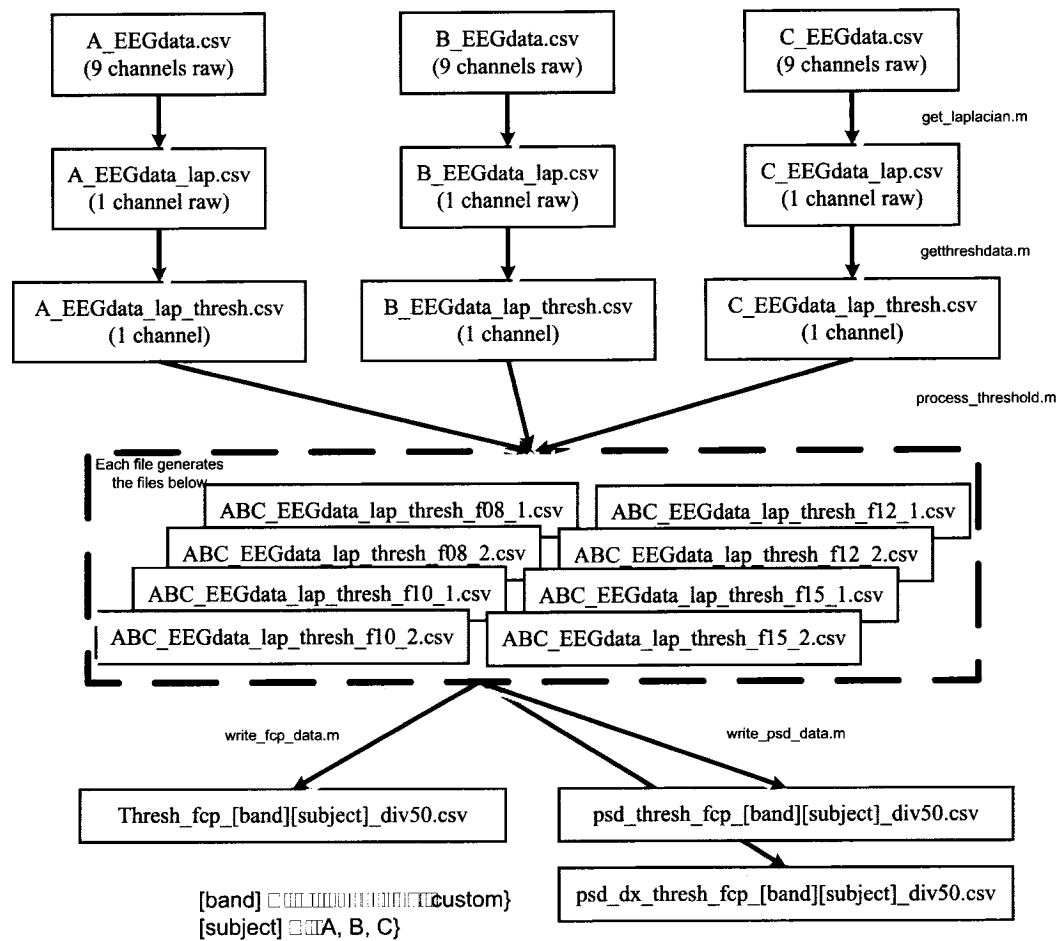 A_EEGdata.csv
(9 channels raw)
B_EEGdata.csv
(9 channels raw)
C_EEGdata.csv
(9 channels raw)
get_laplacian.m
A_EEGdata_lap.csv
(1 channel raw)
B_EEGdata_lap.csv
(1 channel raw)
C_EEGdata_lap.csv
(1 channel raw)
getthreshdata.m
A_EEGdata_lap_thresh.csv
(1 channel)
B_EEGdata_lap_thresh.csv
(1 channel)
C_EEGdata_lap_thresh.csv
(1 channel)
process_threshold.m
Each file generates
the files below
ABC_EEGdata_lap_thresh_f08_1.csv
ABC_EEGdata_lap_thresh_f12_1.csv
ABC_EEGdata_lap_thresh_f08_2.csv
ABC_EEGdata_lap_thresh_f12_2.csv
ABC_EEGdata_lap_thresh_f10_1.csv
ABC_EEGdata_lap_thresh_f15_1.csv
ABC_EEGdata_lap_thresh_f10_2.csv
ABC_EEGdata_lap_thresh_f15_2.csv
write_fcp_data.m
write_psd_data.m
Thresh_fcp_[band][subject]_div50.csv
psd_thresh_fcp_[band][subject]_div50.csv
psd_dx_thresh_fcp_[band][subject]_div50.csv
[band] custom}
[subject] A, B, C}